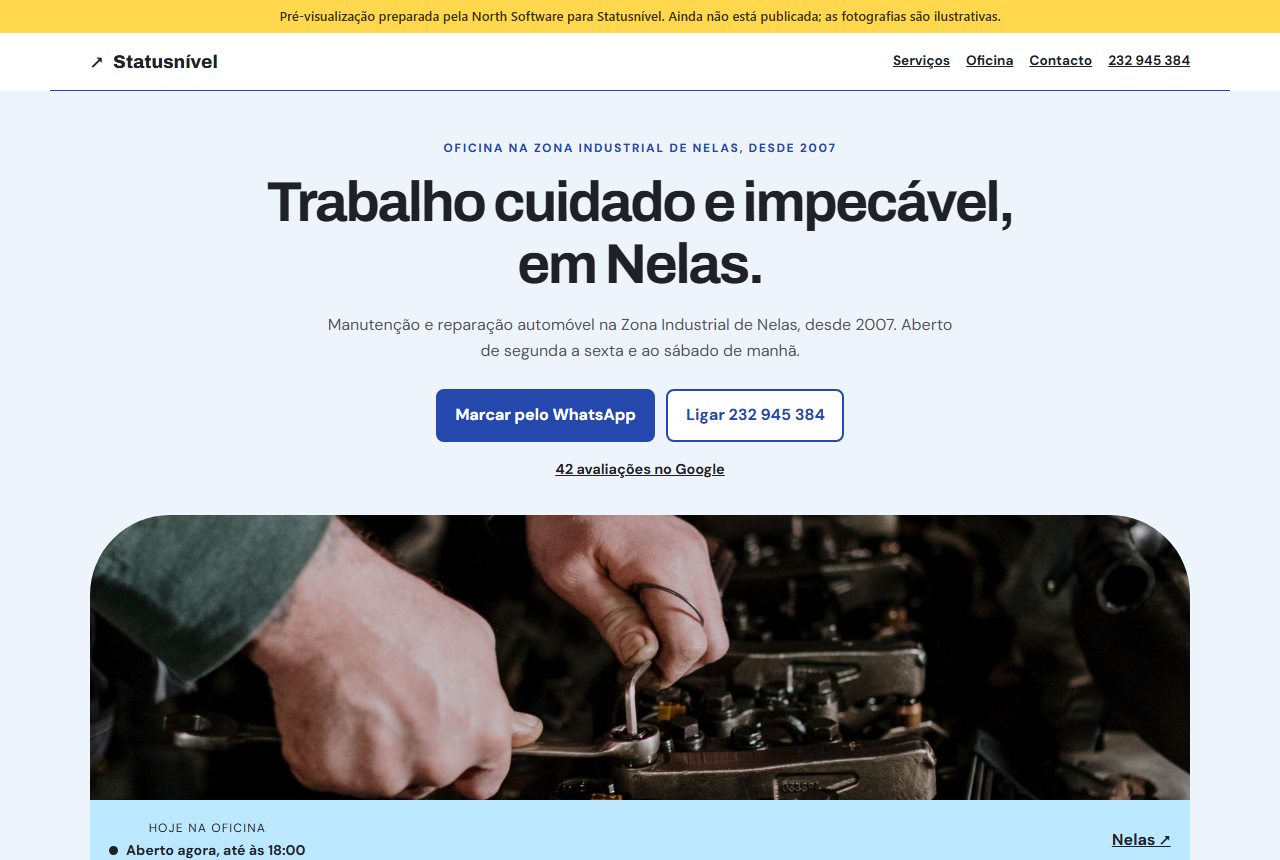 Pré-visualização preparada pela North Software para Statusnível. Ainda não está publicada; as fotografias são ilustrativas.
↗ Statusnível
Serviços Oficina Contacto 232 945 384
OFICINA NA ZONA INDUSTRIAL DE NELAS, DESDE 2007
Trabalho cuidado e impecável,
em Nelas.
Manutenção e reparação automóvel na Zona Industrial de Nelas, desde 2007. Aberto
de segunda a sexta e ao sábado de manhã.
Marcar pelo WhatsApp Ligar 232 945 384
42 avaliações no Google
HOJE NA OFICINA
Aberto agora, até às 18:00
Nelas ↗